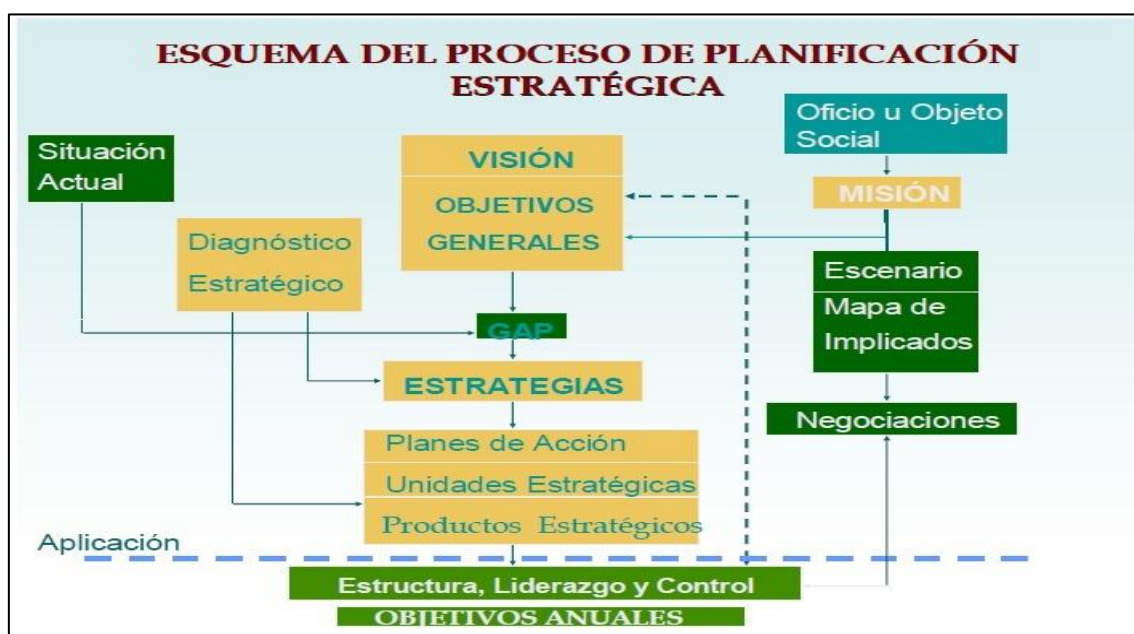 ESQUEMA DEL PROCESO DE PLANIFICACIÓN
ESTRATÉGICA
Oficio u Objeto
Social
Situación
Actual
VISIÓN
OBJETIVOS
GENERALES
MISIÓN
Diagnóstico
Estratégico
Escenario
Mapa de
Implicados
GAP
ESTRATEGIAS
Negociaciones
Planes de Acción
Unidades Estratégicas
Productos Estratégicos
Aplicación
Estructura, Liderazgo y Control
OBJETIVOS ANUALES